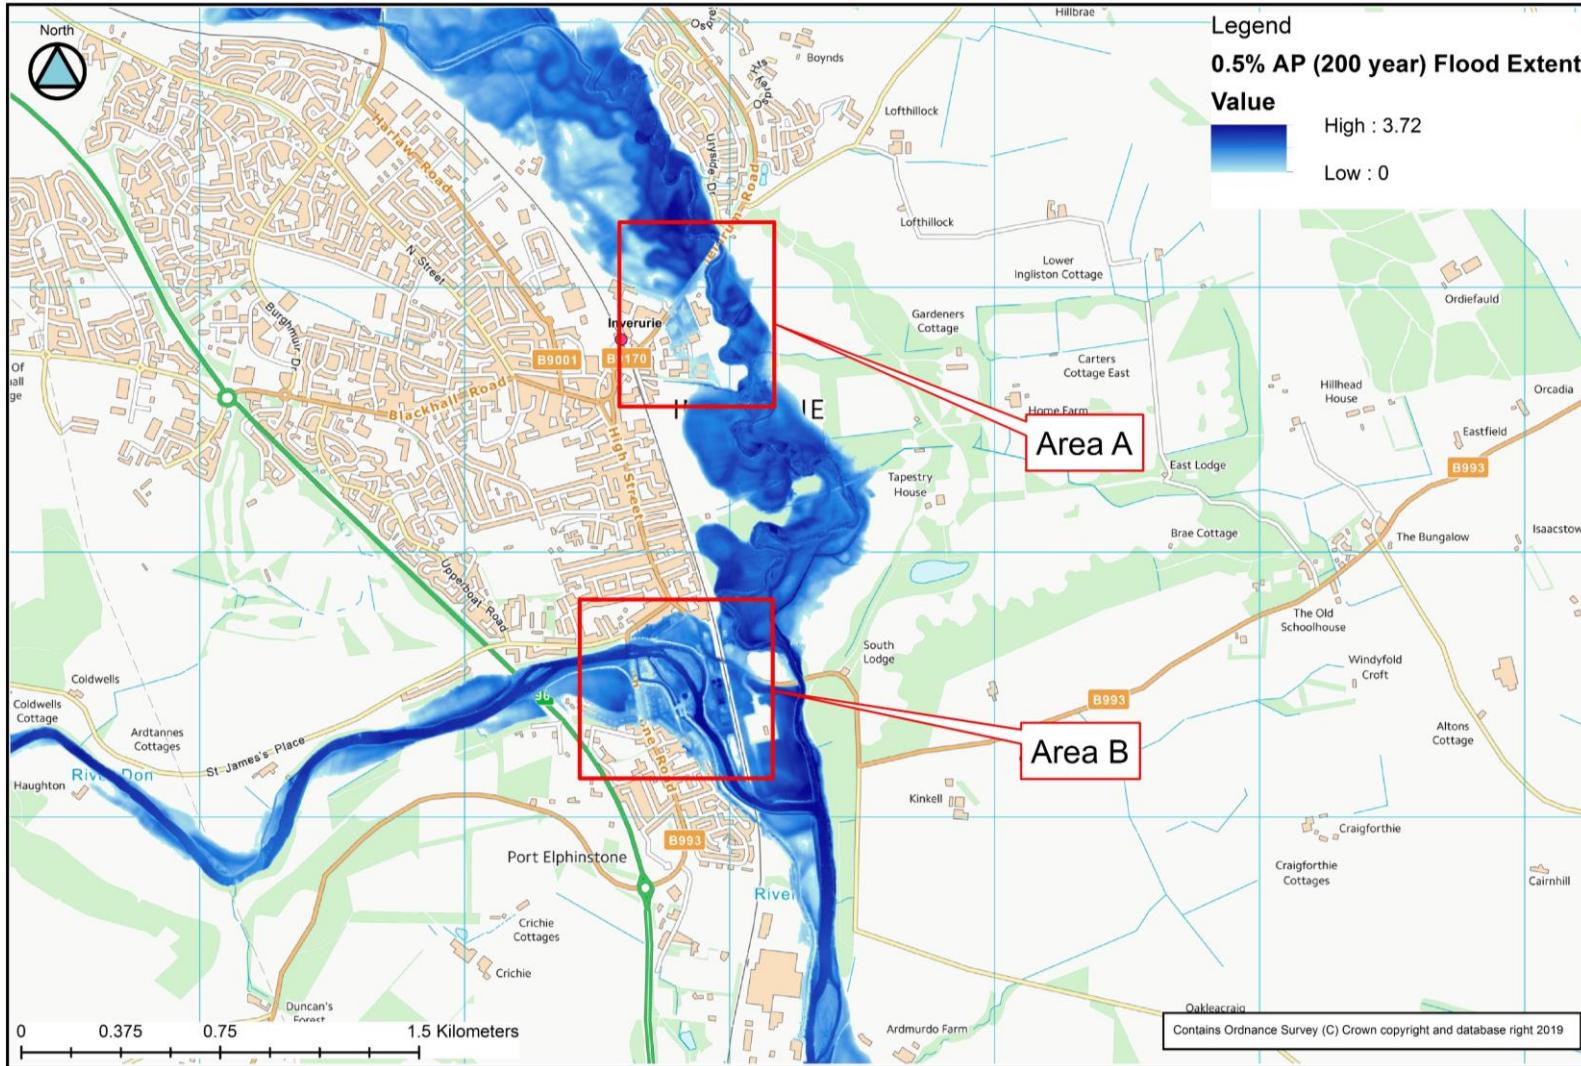 North
Hillbrae
Legend
0.5% AP (200 year) Flood Extent
Value
High : 3.72
Low : 0
Boynds
Lofthillock
Harlaw Road
Uryside Dr
Lofthillock
Lower
Ingliston Cottage
Ordiefauld
N Street
Burghmuir Dr
Inverurie
B9001
B9170
Gardeners
Cottage
Carters
Cottage East
Hillhead
House
Orcadia
Blackhall Road
High Street
Home Farm
Area A
Eastfield
B993
East Lodge
Tapestry
House
Brae Cottage
The Bungalow
Upperboat Road
The Old
Schoolhouse
South
Lodge
Windyfold
Croft
Coldwells
Coldwells
Cottage
Ardtannes
Cottages
St James's Place
River Don
Haughton
B993
Area B
Altons
Cottage
Kinkell
Craigforthie
Port Elphinstone
B993
Craigforthie
Cottages
Cairnhill
River
Crichie
Cottages
Crichie
Duncan's
Forest
Oakleacraig
Ardmurdo Farm
0 0.375 0.75 1.5 Kilometers
Contains Ordnance Survey (C) Crown copyright and database right 2019